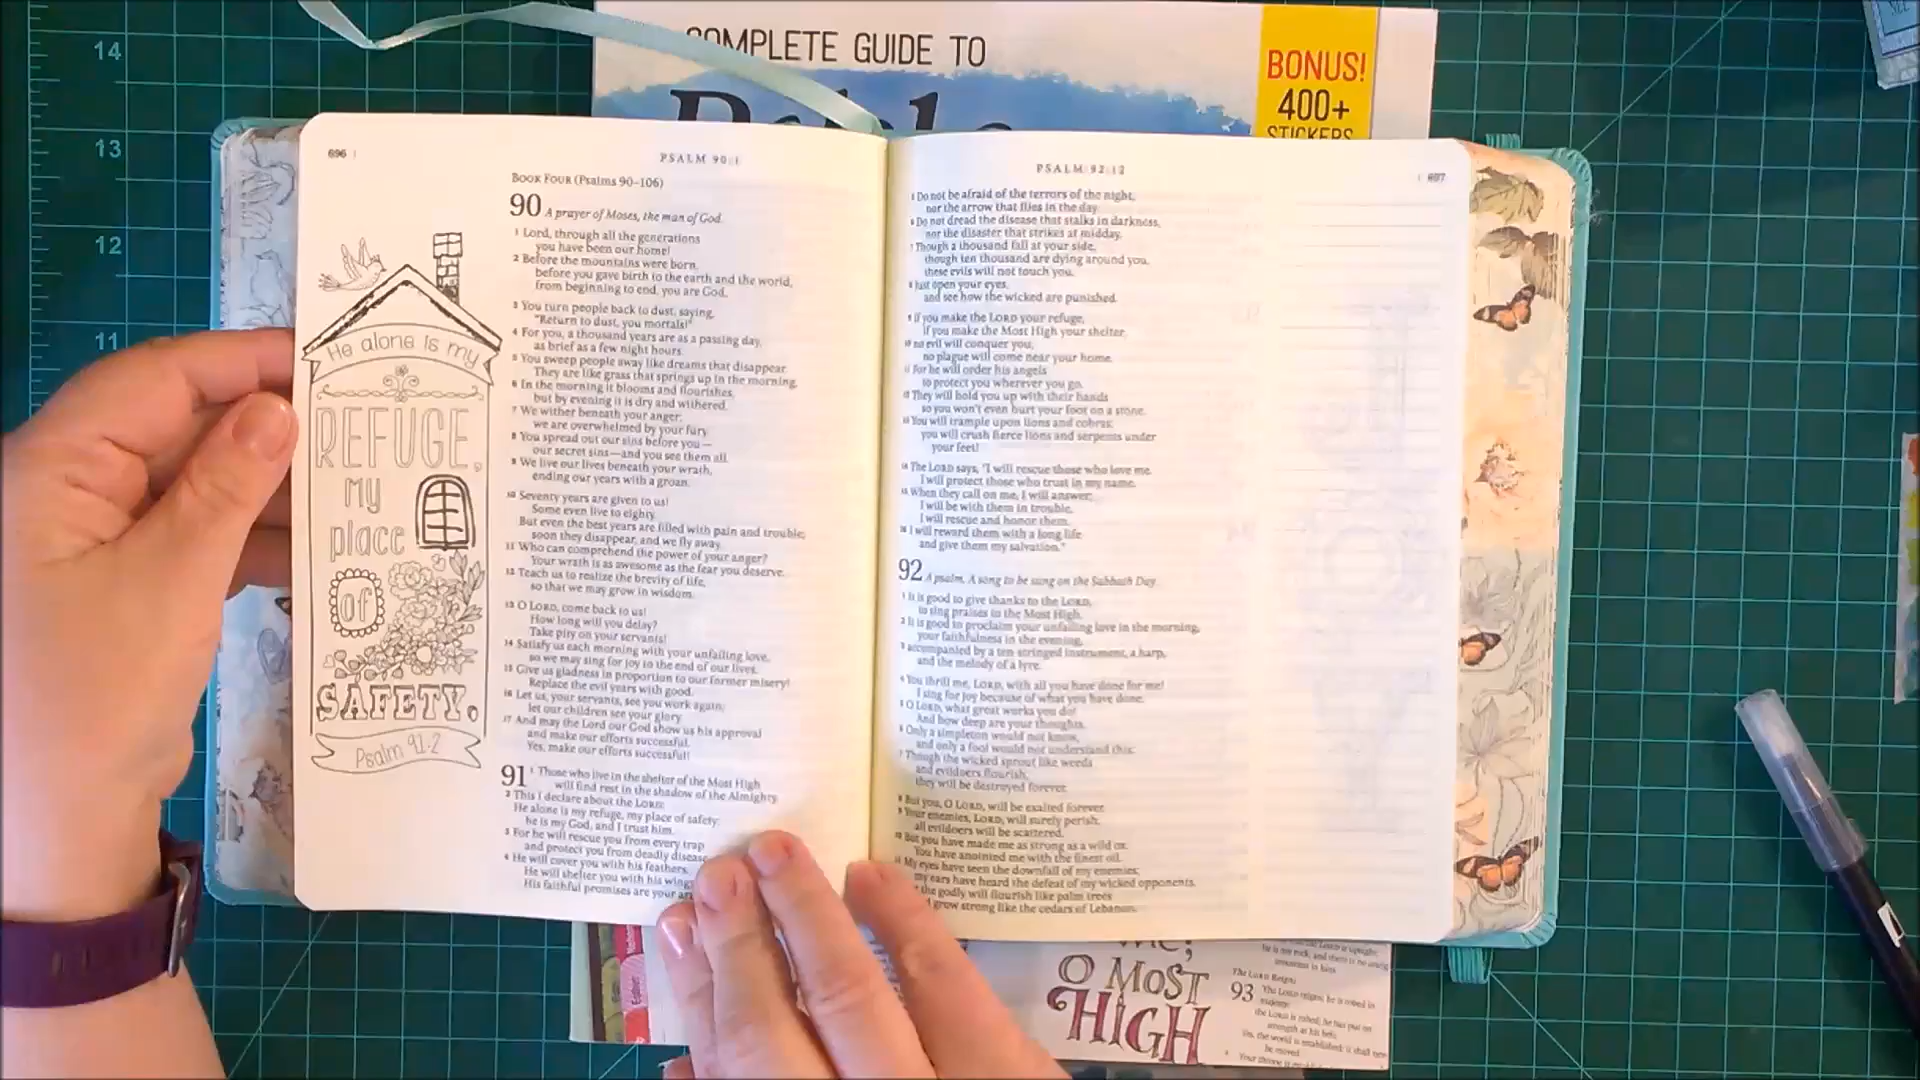 14
13
12
11
COMPLETE GUIDE TO
BONUS!
400+
STICKERS
696
PSALM 90:1
BOOK FOUR (Psalms 90–106)
90 A prayer of Moses, the man of God.
1 Lord, through all the generations
you have been our home!
2 Before the mountains were born,
before you gave birth to the earth and the world,
from beginning to end, you are God.
3 You turn people back to dust, saying,
"Return to dust, you mortals!"
4 For you, a thousand years are as a passing day,
as brief as a few night hours.
5 You sweep people away like dreams that disappear.
They are like grass that springs up in the morning.
6 In the morning it blooms and flourishes,
but by evening it is dry and withered.
7 We wither beneath your anger;
we are overwhelmed by your fury.
8 You spread out our sins before you—
our secret sins—and you see them all.
9 We live our lives beneath your wrath,
ending our years with a groan.
10 Seventy years are given to us!
Some even live to eighty.
But even the best years are filled with pain and trouble;
soon they disappear, and we fly away.
11 Who can comprehend the power of your anger?
Your wrath is as awesome as the fear you deserve.
12 Teach us to realize the brevity of life,
so that we may grow in wisdom.
13 O LORD, come back to us!
How long will you delay?
Take pity on your servants!
14 Satisfy us each morning with your unfailing love,
so we may sing for joy to the end of our lives.
15 Give us gladness in proportion to our former misery!
Replace the evil years with good.
16 Let us, your servants, see you work again;
let our children see your glory.
17 And may the Lord our God show us his approval
and make our efforts successful.
Yes, make our efforts successful!
91 1 Those who live in the shelter of the Most High
will find rest in the shadow of the Almighty.
2 This I declare about the LORD:
He alone is my refuge, my place of safety;
he is my God, and I trust him.
3 For he will rescue you from every trap
and protect you from deadly disease.
4 He will cover you with his feathers.
He will shelter you with his wings.
His faithful promises are your
He alone is my
REFUGE,
my
place
of
SAFETY.
Psalm 91:2
PSALM 92:12
697
5 Do not be afraid of the terrors of the night,
nor the arrow that flies in the day.
6 Do not dread the disease that stalks in darkness,
nor the disaster that strikes at midday.
7 Though a thousand fall at your side,
though ten thousand are dying around you,
these evils will not touch you.
8 Just open your eyes,
and see how the wicked are punished.
9 If you make the LORD your refuge,
if you make the Most High your shelter,
10 no evil will conquer you;
no plague will come near your home.
11 For he will order his angels
to protect you wherever you go.
12 They will hold you up with their hands
so you won't even hurt your foot on a stone.
13 You will trample upon lions and cobras;
you will crush fierce lions and serpents under
your feet!
14 The LORD says, "I will rescue those who love me.
I will protect those who trust in my name.
15 When they call on me, I will answer;
I will be with them in trouble.
I will rescue and honor them.
16 I will reward them with a long life
and give them my salvation."
92 A psalm. A song to be sung on the Sabbath Day.
1 It is good to give thanks to the LORD,
to sing praises to the Most High.
2 It is good to proclaim your unfailing love in the morning,
your faithfulness in the evening,
3 accompanied by a ten-stringed instrument, a harp,
and the melody of a lyre.
4 You thrill me, LORD, with all you have done for me!
I sing for joy because of what you have done.
5 O LORD, what great works you do!
And how deep are your thoughts.
6 Only a simpleton would not know,
and only a fool would not understand this:
7 Though the wicked sprout like weeds
and evildoers flourish,
they will be destroyed forever.
8 But you, O LORD, will be exalted forever.
9 Your enemies, LORD, will surely perish;
all evildoers will be scattered.
10 But you have made me as strong as a wild ox.
You have anointed me with the finest oil.
11 My eyes have seen the downfall of my enemies;
my ears have heard the defeat of my wicked opponents.
the godly will flourish like palm trees
grow strong like the cedars of Lebanon.
O MOST
HIGH
The LORD Reigns
93 The LORD reigns; he is robed in
majesty;
the LORD is robed; he has put on
strength as his belt.
Yes, the world is established; it shall
be moved